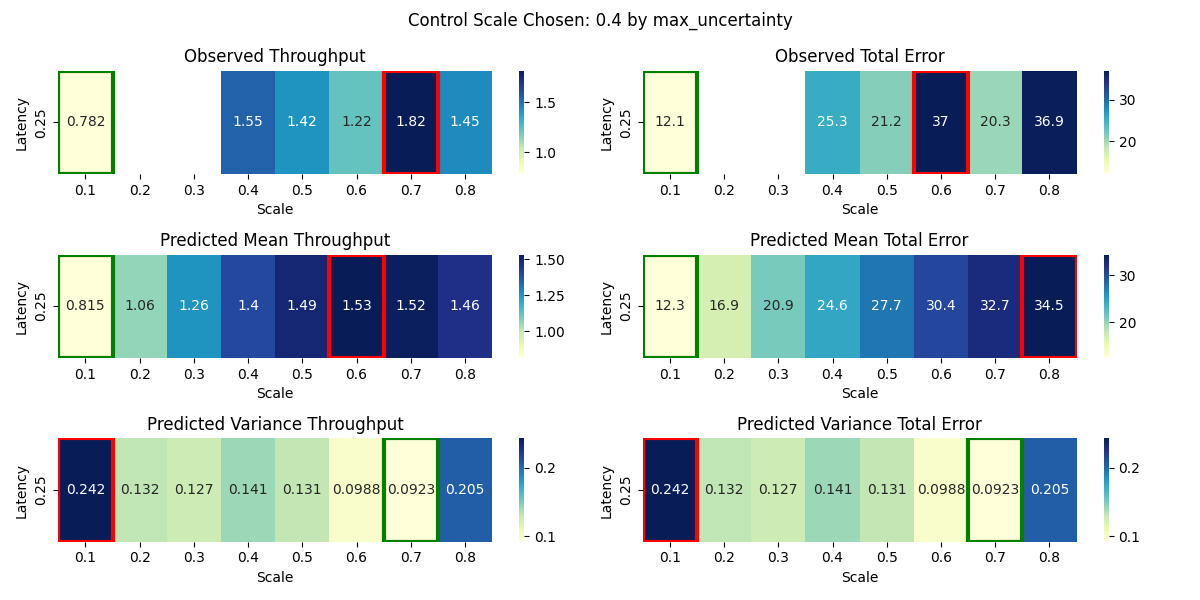 Control Scale Chosen: 0.4 by max_uncertainty
Observed Throughput
Latency
0.25
0.782 1.55 1.42 1.22 1.82 1.45
1.5
1.0
0.1 0.2 0.3 0.4 0.5 0.6 0.7 0.8
Scale
Observed Total Error
Latency
0.25
12.1 25.3 21.2 37 20.3 36.9
30
20
0.1 0.2 0.3 0.4 0.5 0.6 0.7 0.8
Scale
Predicted Mean Throughput
Latency
0.25
0.815 1.06 1.26 1.4 1.49 1.53 1.52 1.46
1.50
1.25
1.00
0.1 0.2 0.3 0.4 0.5 0.6 0.7 0.8
Scale
Predicted Mean Total Error
Latency
0.25
12.3 16.9 20.9 24.6 27.7 30.4 32.7 34.5
30
20
0.1 0.2 0.3 0.4 0.5 0.6 0.7 0.8
Scale
Predicted Variance Throughput
Latency
0.25
0.242 0.132 0.127 0.141 0.131 0.0988 0.0923 0.205
0.2
0.1
0.1 0.2 0.3 0.4 0.5 0.6 0.7 0.8
Scale
Predicted Variance Total Error
Latency
0.25
0.242 0.132 0.127 0.141 0.131 0.0988 0.0923 0.205
0.2
0.1
0.1 0.2 0.3 0.4 0.5 0.6 0.7 0.8
Scale